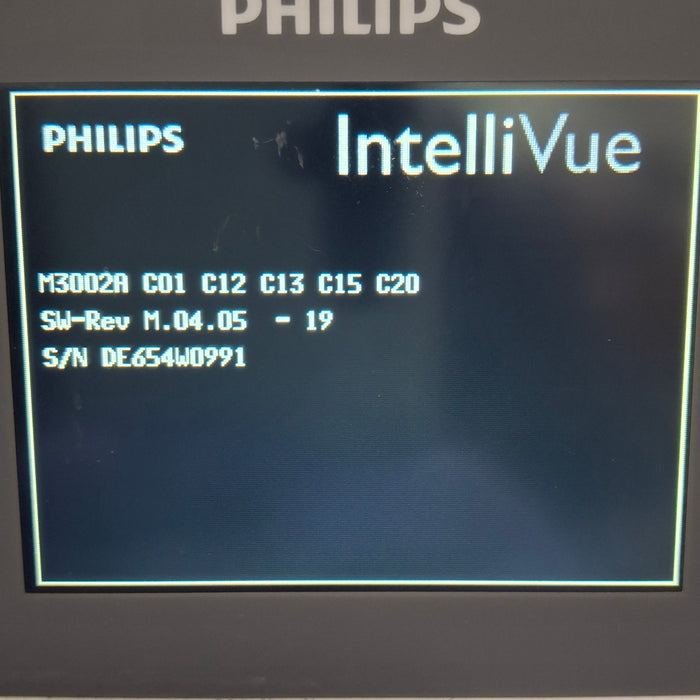 PHILIPS
PHILIPS IntelliVue
M3002A C01 C12 C13 C15 C20
SW-Rev M.04.05 - 19
S/N DE654W0991